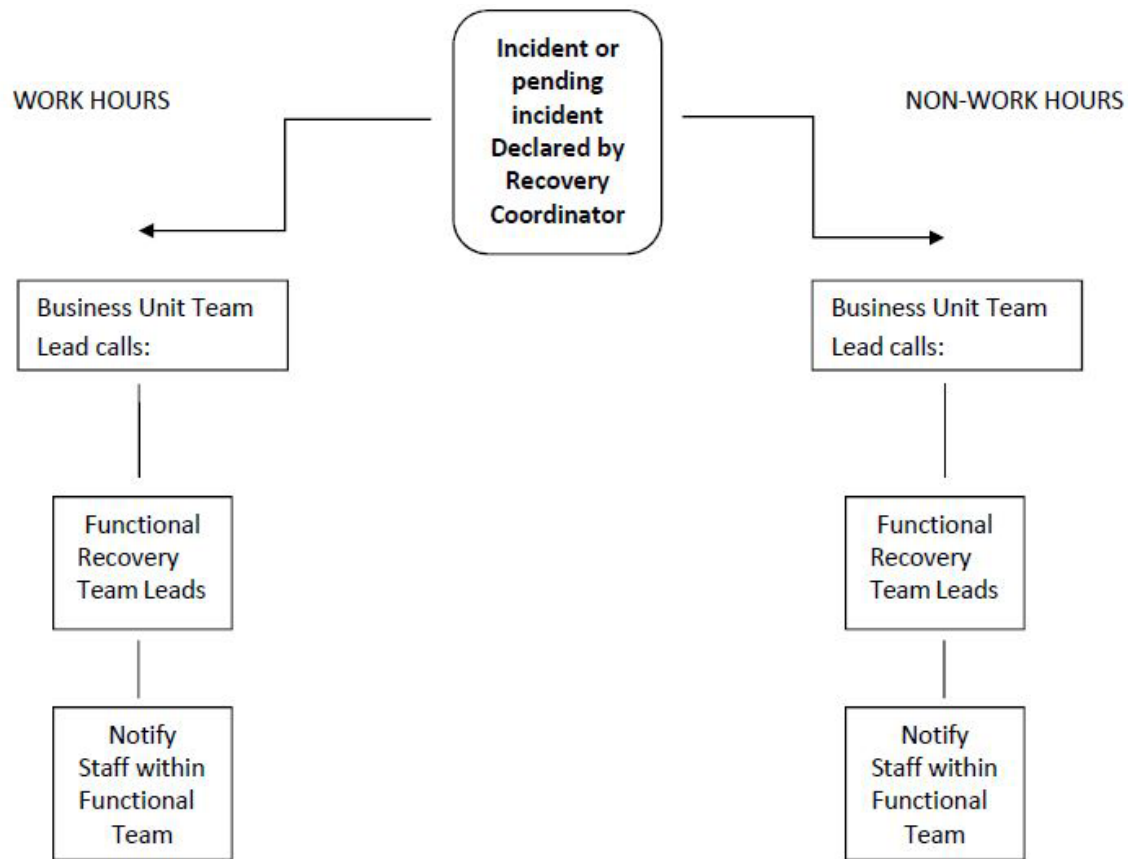 Incident or
pending
incident
Declared by
Recovery
Coordinator
WORK HOURS
NON-WORK HOURS
Business Unit Team
Lead calls:
Business Unit Team
Lead calls:
Functional
Recovery
Team Leads
Functional
Recovery
Team Leads
Notify
Staff within
Functional
Team
Notify
Staff within
Functional
Team